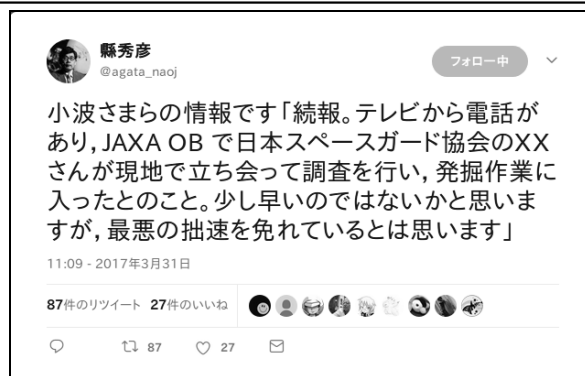 縣秀彦
@agata_naoj
フォロー中
小波さまらの情報です「続報。テレビから電話が
あり，JAXA OB で日本スペースガード協会のXX
さんが現地で立ち会って調査を行い，発掘作業に
入ったとのこと。少し早いのではないかと思いま
すが，最悪の拙速を免れているとは思います」
11:09 - 2017年3月31日
87件のリツイート 27件のいいね
87 27